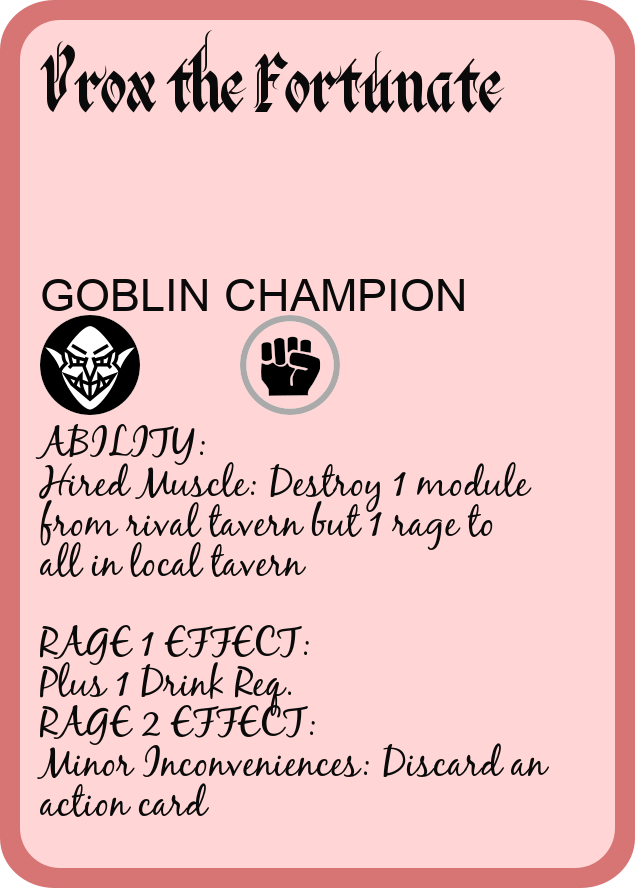 Vrox the Fortunate
GOBLIN CHAMPION
ABILITY:
Hired Muscle: Destroy 1 module
from rival tavern but 1 rage to
all in local tavern
RAGE 1 EFFECT:
Plus 1 Drink Req.
RAGE 2 EFFECT:
Minor Inconveniences: Discard an
action card